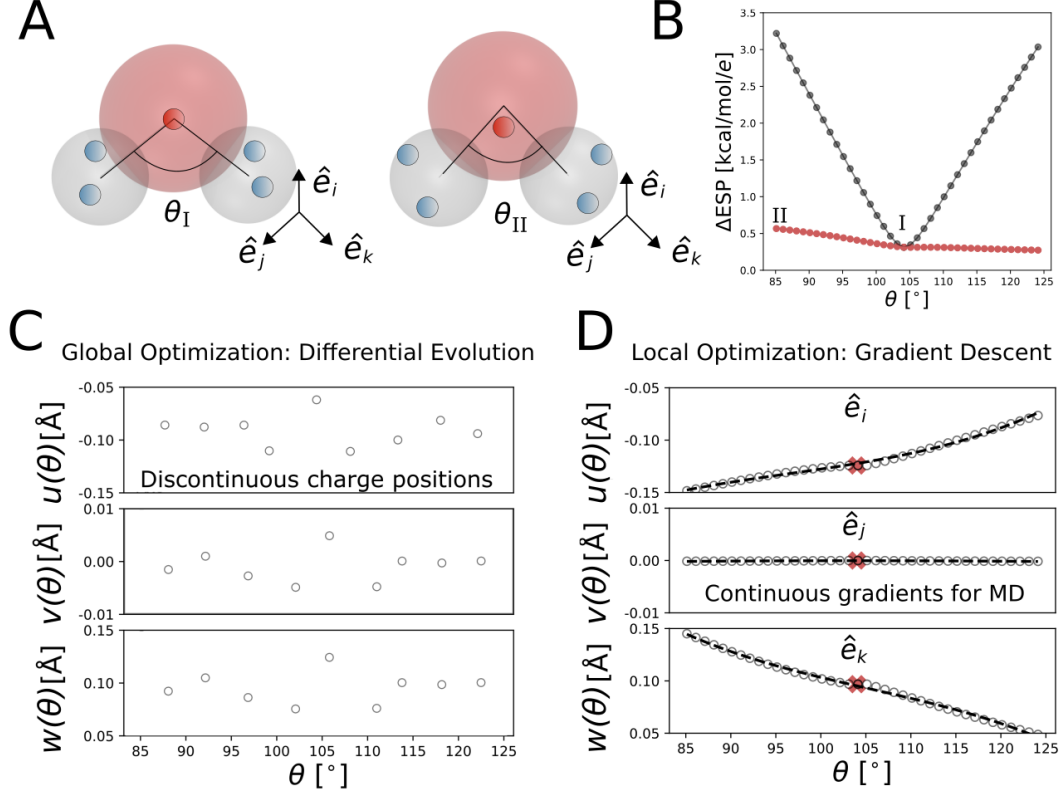 A
θI
êi
êj
êk
θII
êi
êj
êk
B
ΔESP [kcal/mol/e]
3.5
3.0
2.5
2.0
1.5
1.0
0.5
0.0
II
I
85 90 95 100 105 110 115 120 125
θ [°]
C
Global Optimization: Differential Evolution
u(θ)[Å]
-0.05
-0.10
-0.15
Discontinuous charge positions
v(θ)[Å]
0.01
0.00
-0.01
w(θ)[Å]
0.15
0.10
0.05
85 90 95 100 105 110 115 120 125
θ [°]
D
Local Optimization: Gradient Descent
u(θ)[Å]
-0.05
-0.10
-0.15
êi
v(θ)[Å]
0.01
0.00
-0.01
êj
Continuous gradients for MD
w(θ)[Å]
0.15
0.10
0.05
êk
85 90 95 100 105 110 115 120 125
θ [°]